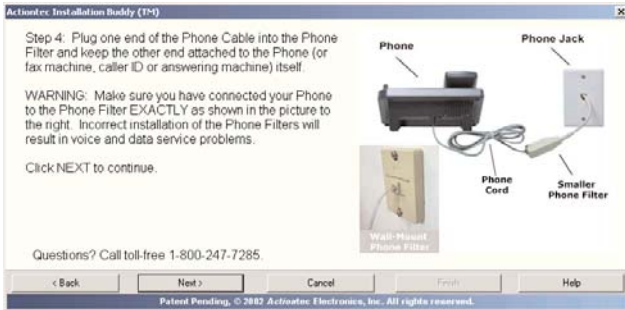 Actiontec Installation Buddy (TM)
Step 4: Plug one end of the Phone Cable into the Phone
Filter and keep the other end attached to the Phone (or
fax machine, caller ID or answering machine) itself.
WARNING: Make sure you have connected your Phone
to the Phone Filter EXACTLY as shown in the picture to
the right. Incorrect installation of the Phone Filters will
result in voice and data service problems.
Click NEXT to continue.
Questions? Call toll-free 1-800-247-7285.
Phone
Phone Jack
Phone
Cord
Smaller
Phone Filter
Wall-Mount
Phone Filter
< Back
Next >
Cancel
Finish
Help
Patent Pending, © 2002 Actiontec Electronics, Inc. All rights reserved.